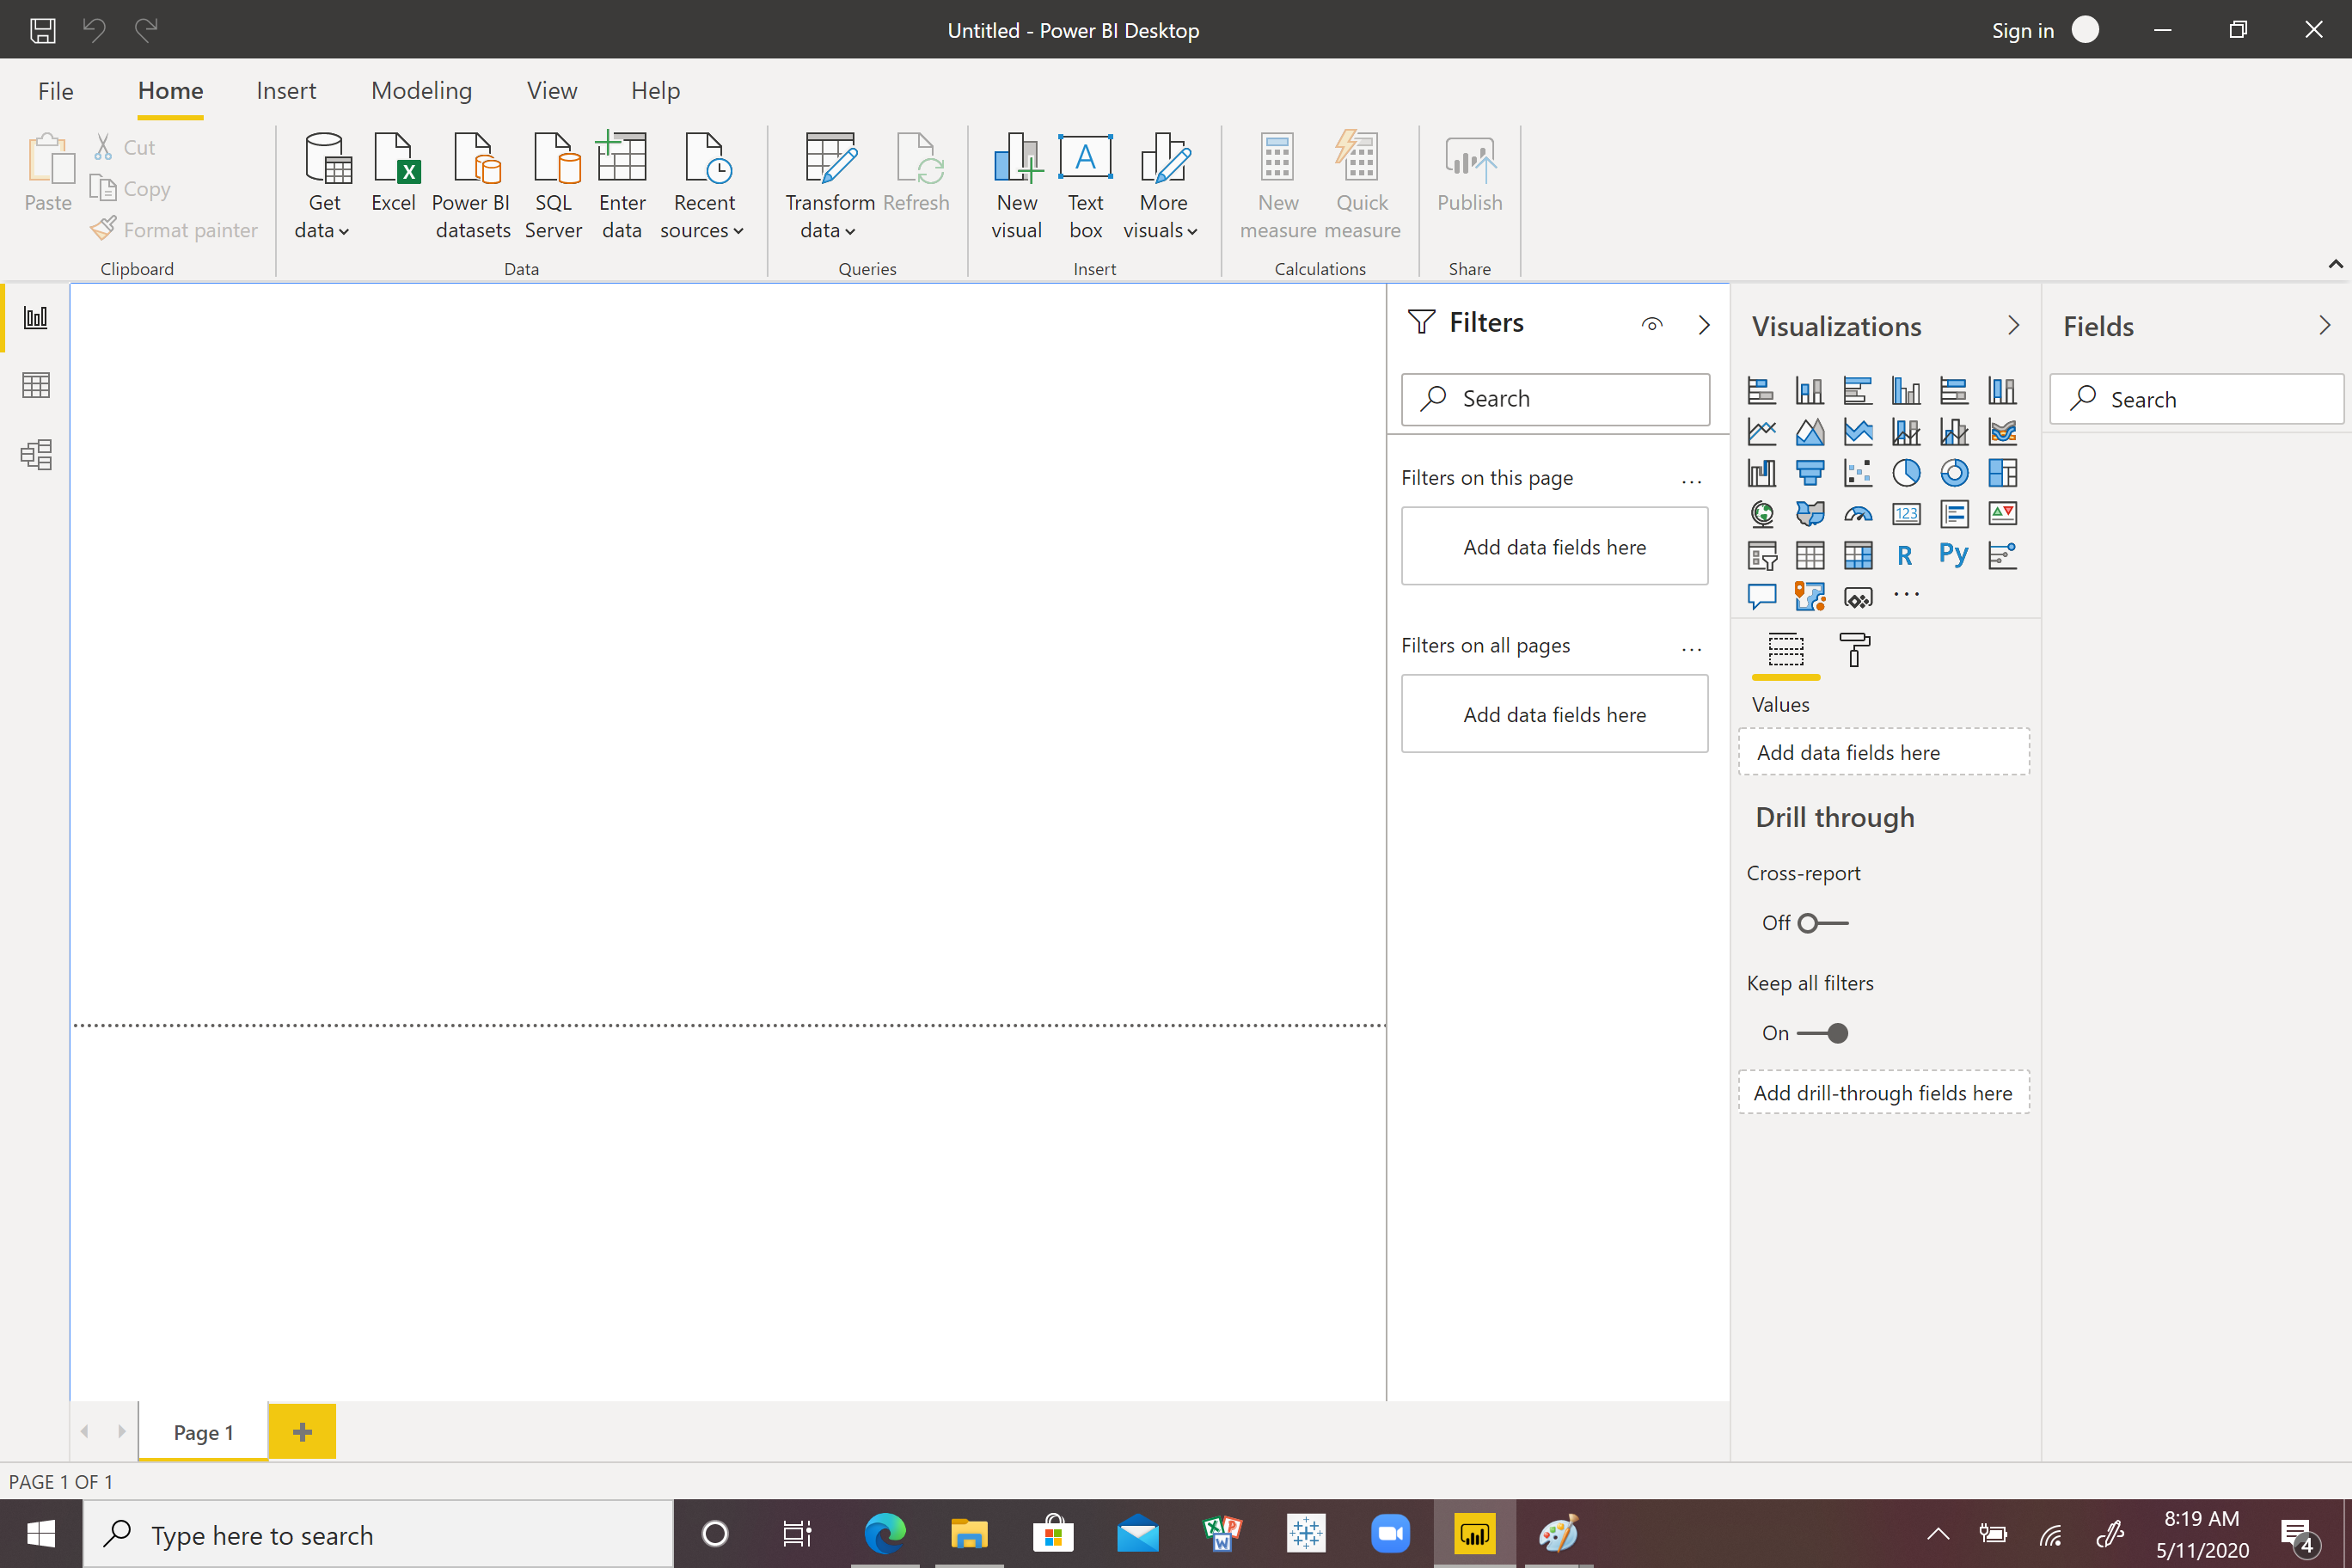 Untitled - Power BI Desktop
Sign in
File Home Insert Modeling View Help
Paste
Cut
Copy
Format painter
Clipboard
Get data
Excel
Power BI datasets
SQL Server
Enter data
Recent sources
Data
Transform data
Refresh
Queries
New visual
A
Text box
More visuals
Insert
New measure
Quick measure
Calculations
Publish
Share
Filters
Search
Filters on this page
...
Add data fields here
Filters on all pages
...
Add data fields here
Visualizations
123
R
Py
...
Values
Add data fields here
Drill through
Cross-report
Off
Keep all filters
On
Add drill-through fields here
Fields
Search
Page 1
+
PAGE 1 OF 1
Type here to search
X P
W
8:19 AM
5/11/2020
4